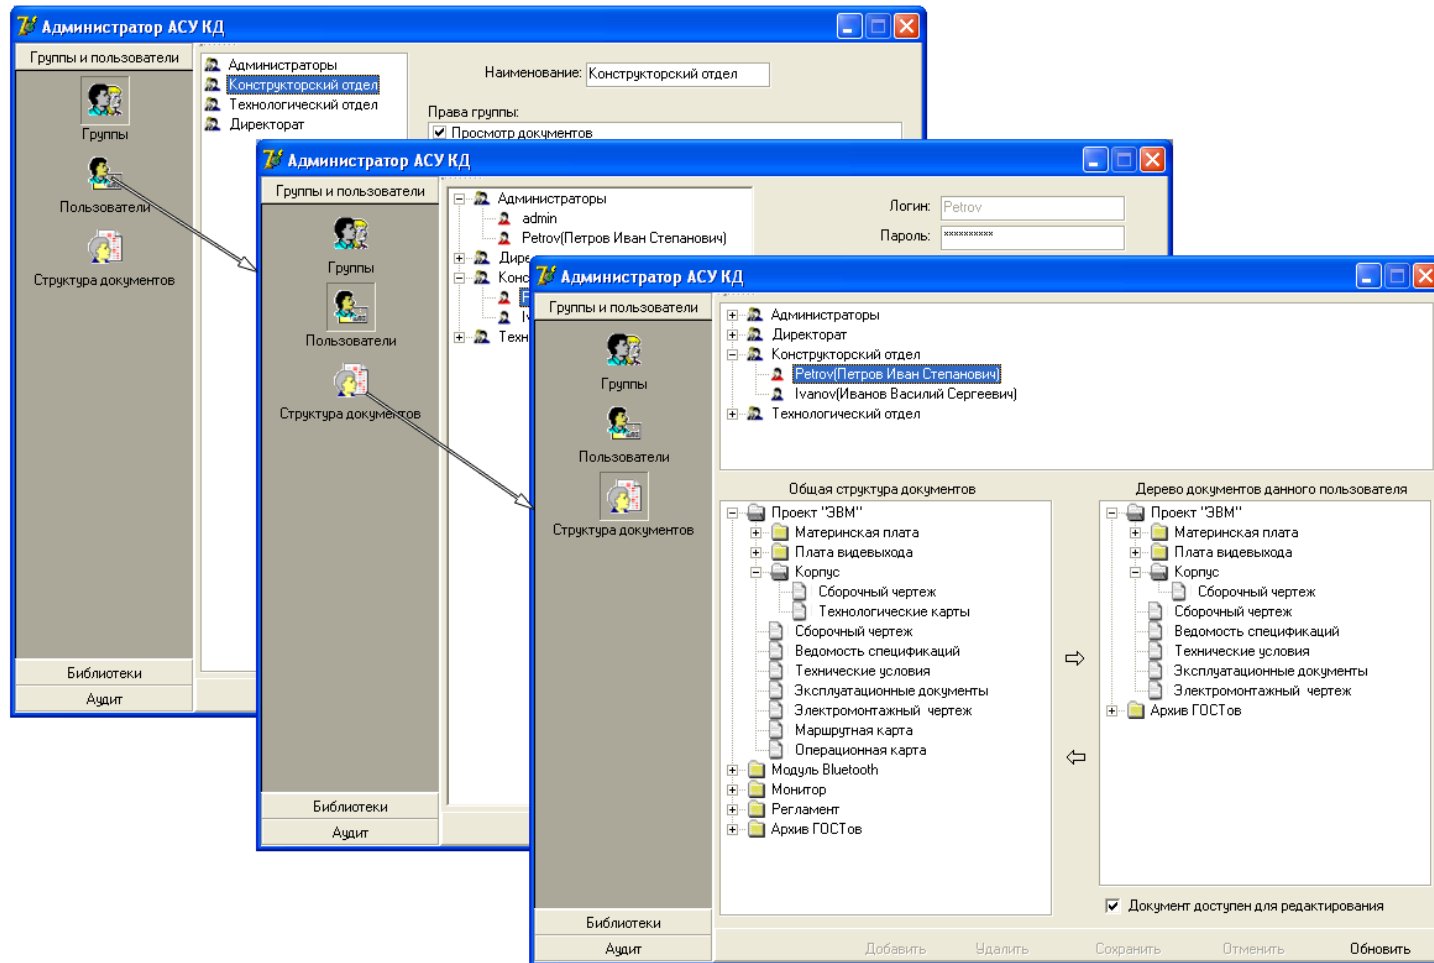 Администратор АСУ КД
Группы и пользователи
Группы
Пользователи
Структура документов
Библиотеки
Аудит
Администраторы
Конструкторский отдел
Технологический отдел
Директорат
Наименование: Конструкторский отдел
Права группы:
Просмотр документов
Администратор АСУ КД
Группы и пользователи
Группы
Пользователи
Структура документов
Библиотеки
Аудит
Администраторы
admin
Petrov(Петров Иван Степанович)
Дире
Конс
Техн
Логин: Petrov
Пароль: **********
Администратор АСУ КД
Группы и пользователи
Группы
Пользователи
Структура документов
Библиотеки
Аудит
Администраторы
Директорат
Конструкторский отдел
Petrov(Петров Иван Степанович)
Ivanov(Иванов Василий Сергеевич)
Технологический отдел
Общая структура документов
Проект "ЭВМ"
Материнская плата
Плата видевыхода
Корпус
Сборочный чертеж
Технологические карты
Сборочный чертеж
Ведомость спецификаций
Технические условия
Эксплуатационные документы
Электромонтажный чертеж
Маршрутная карта
Операционная карта
Модуль Bluetooth
Монитор
Регламент
Архив ГОСТов
Дерево документов данного пользователя
Проект "ЭВМ"
Материнская плата
Плата видевыхода
Корпус
Сборочный чертеж
Сборочный чертеж
Ведомость спецификаций
Технические условия
Эксплуатационные документы
Электромонтажный чертеж
Архив ГОСТов
Документ доступен для редактирования
Добавить Удалить Сохранить Отменить Обновить